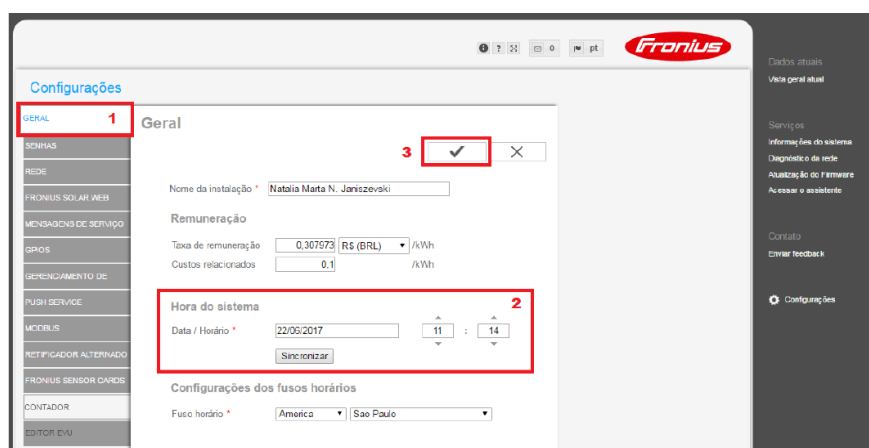 ? 0 pt Fronius
Configurações
GERAL 1
SENHAS
REDE
FRONIUS SOLAR.WEB
MENSAGENS DE SERVIÇO
GPIOS
GERENCIAMENTO DE
PUSH SERVICE
MODBUS
RETIFICADOR ALTERNADO
FRONIUS SENSOR CARDS
CONTADOR
EDITOR EVU
Geral
3
Nome da instalação * Natalia Marta N. Janiszevski
Remuneração
Taxa de remuneração 0,307973 R$ (BRL) /kWh
Custos relacionados 0.1 /kWh
Hora do sistema 2
Data / Horário * 22/06/2017 11 : 14
Sincronizar
Configurações dos fusos horários
Fuso horário * America Sao Paulo
Dados atuais
Vista geral atual
Serviços
Informações do sistema
Diagnóstico da rede
Atualização do Firmware
Acessar o assistente
Contato
Enviar feedback
Configurações